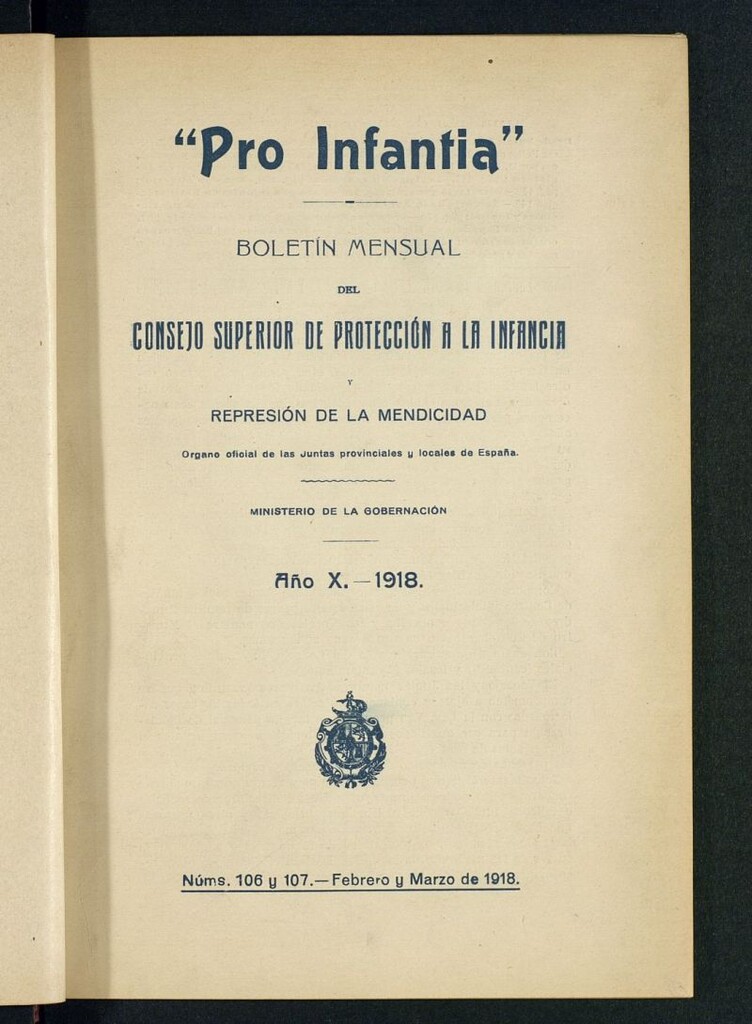 “Pro Infantia”
BOLETÍN MENSUAL
DEL
CONSEJO SUPERIOR DE PROTECCIÓN A LA INFANCIA
Y
REPRESIÓN DE LA MENDICIDAD
Organo oficial de las Juntas provinciales y locales de España.
MINISTERIO DE LA GOBERNACIÓN
Año X.—1918.
Núms. 106 y 107.—Febrero y Marzo de 1918.